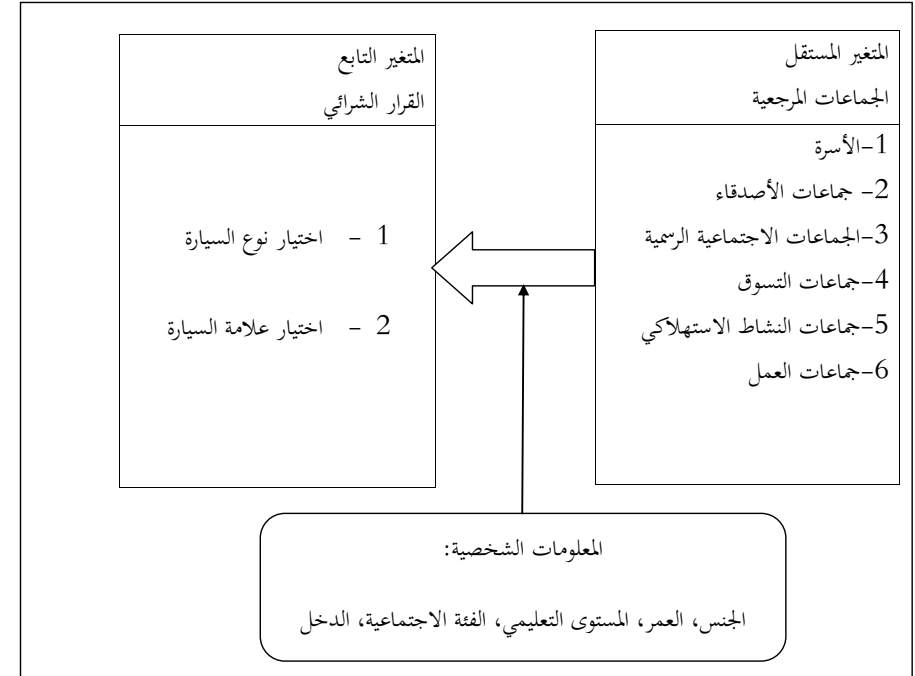 المتغير المستقل
الجماعات المرجعية
1-الأسرة
2- جماعات الأصدقاء
3-الجماعات الاجتماعية الرسمية
4-جماعات التسوق
5-جماعات النشاط الاستهلاكي
6-جماعات العمل
المتغير التابع
القرار الشرائي
1 - اختيار نوع السيارة
2 - اختيار علامة السيارة
المعلومات الشخصية:
الجنس، العمر، المستوى التعليمي، الفئة الاجتماعية، الدخل